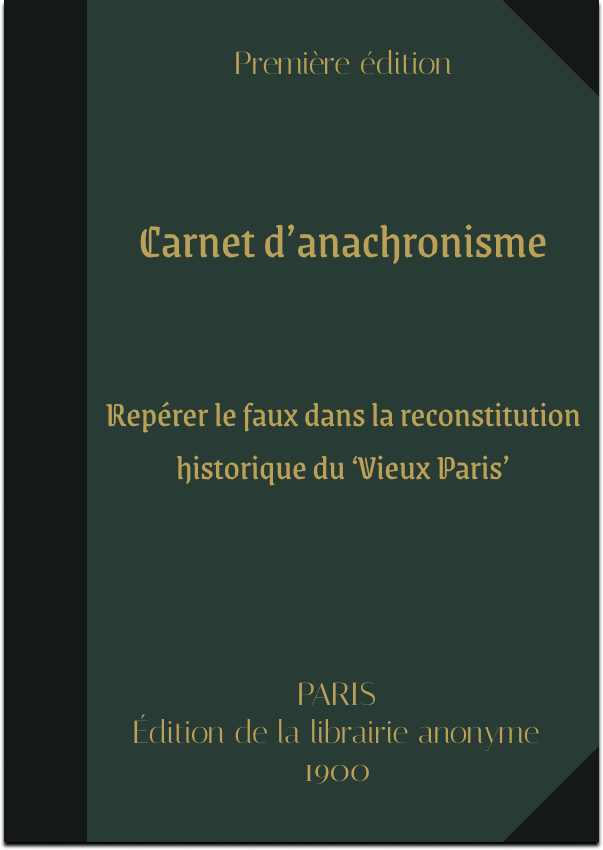 Première édition
Carnet d’anachronisme
Repérer le faux dans la reconstitution
historique du ‘Vieux Paris’
PARIS
Édition de la librairie anonyme
1900